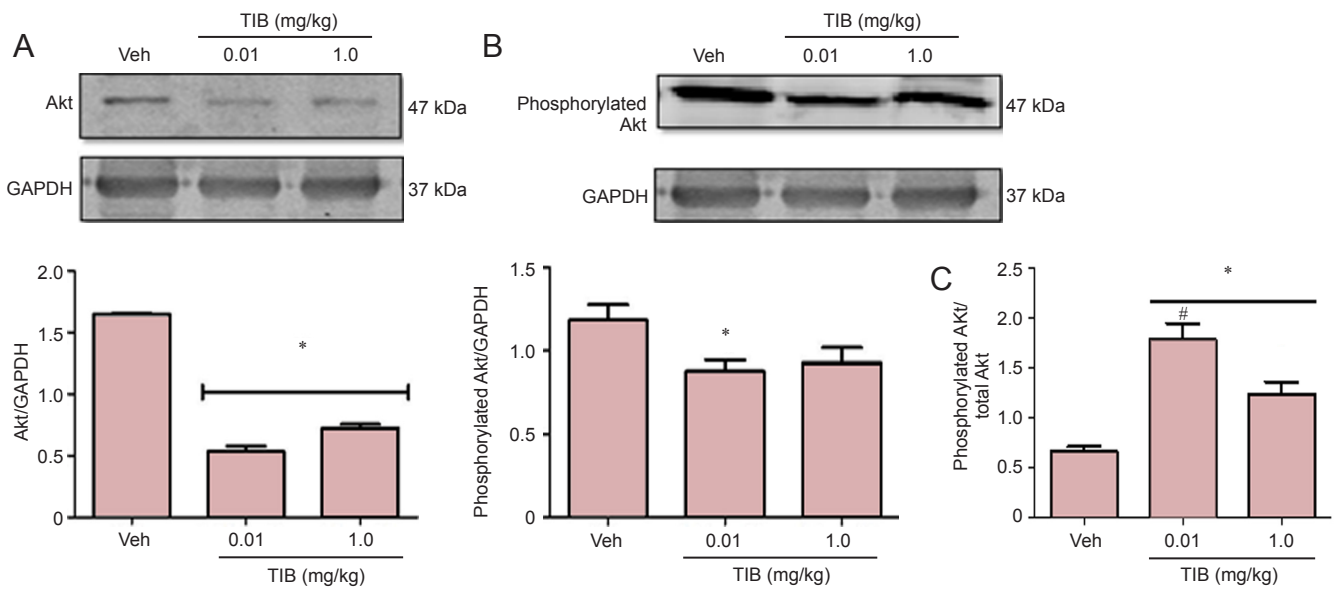 A
TIB (mg/kg)
Veh 0.01 1.0
Akt
47 kDa
GAPDH
37 kDa
2.0
1.5
1.0
0.5
0
Akt/GAPDH
*
Veh 0.01 1.0
TIB (mg/kg)
B
TIB (mg/kg)
Veh 0.01 1.0
Phosphorylated
Akt
47 kDa
GAPDH
37 kDa
1.5
1.0
0.5
0
Phosphorylated Akt/GAPDH
*
Veh 0.01 1.0
TIB (mg/kg)
C
2.5
2.0
1.5
1.0
0.5
0
Phosphorylated AKt/
total Akt
*
#
Veh 0.01 1.0
TIB (mg/kg)